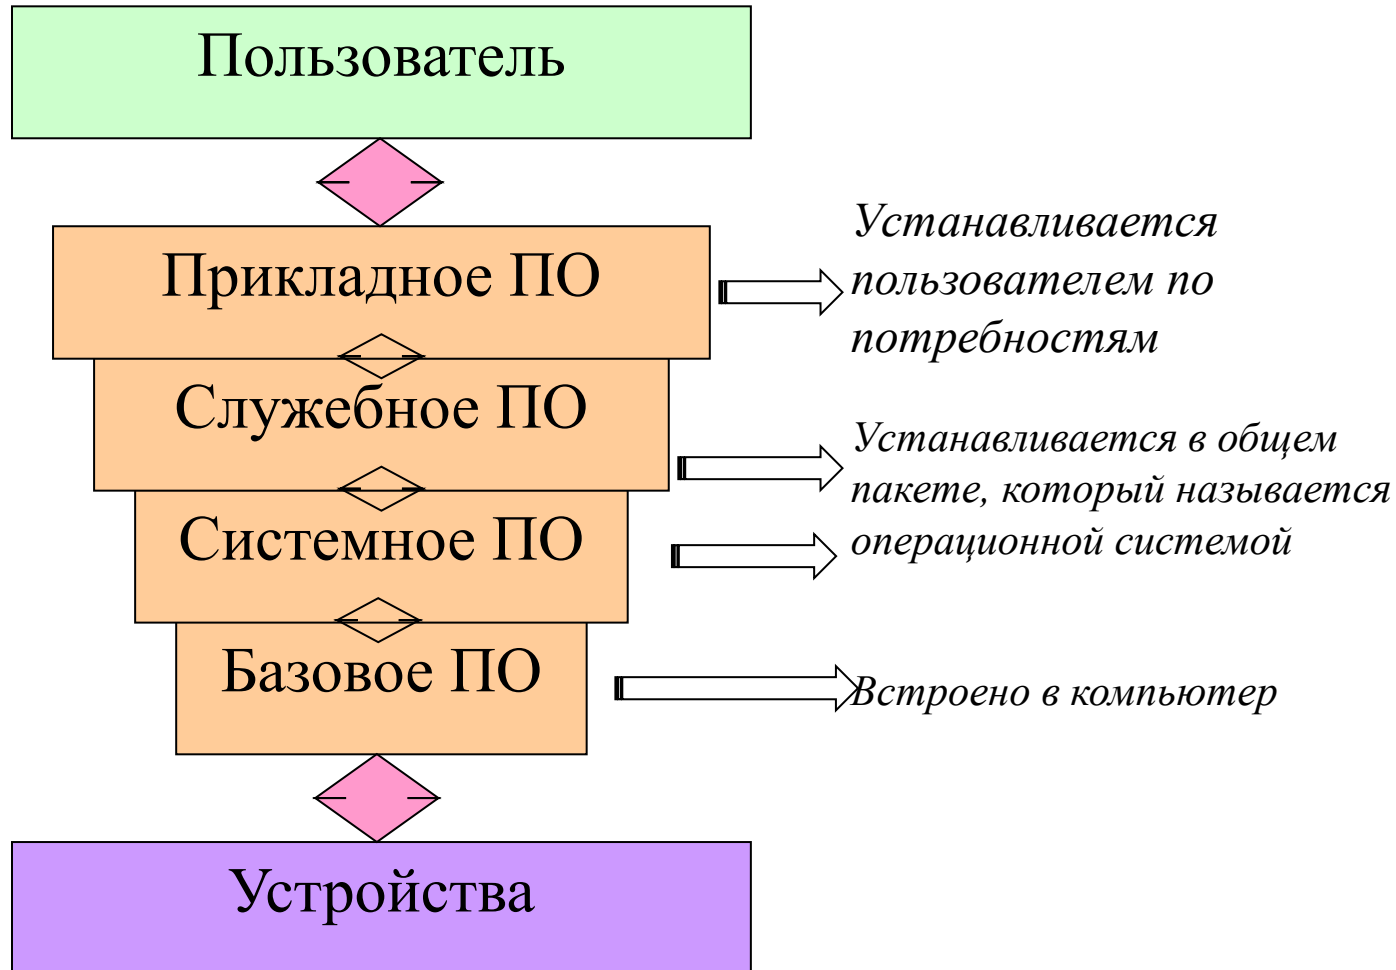 Пользователь
Прикладное ПО
Устанавливается
пользователем по
потребностям
Служебное ПО
Устанавливается в общем
пакете, который называется
операционной системой
Системное ПО
Базовое ПО
Встроено в компьютер
Устройства